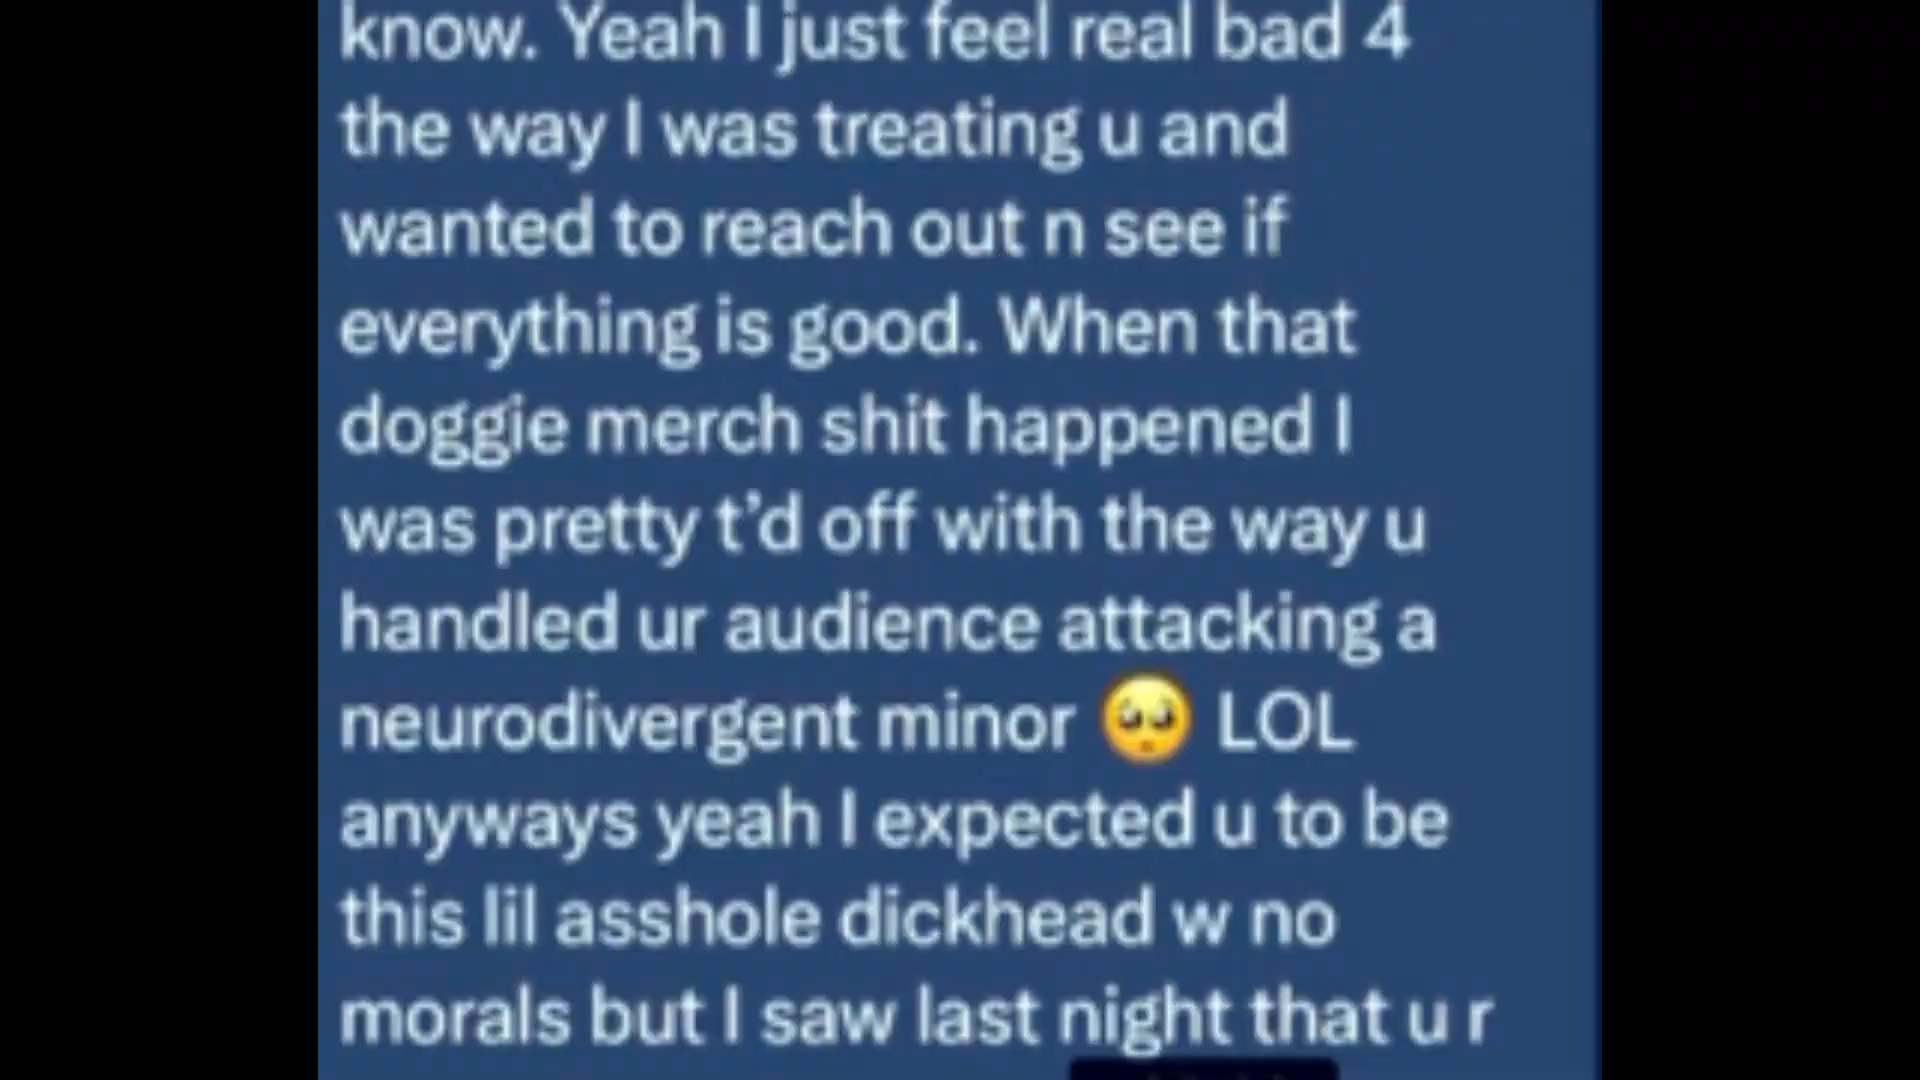 know. Yeah I just feel real bad 4
the way I was treating u and
wanted to reach out n see if
everything is good. When that
doggie merch shit happened I
was pretty t’d off with the way u
handled ur audience attacking a
neurodivergent minor 🥺 LOL
anyways yeah I expected u to be
this lil asshole dickhead w no
morals but I saw last night that u r